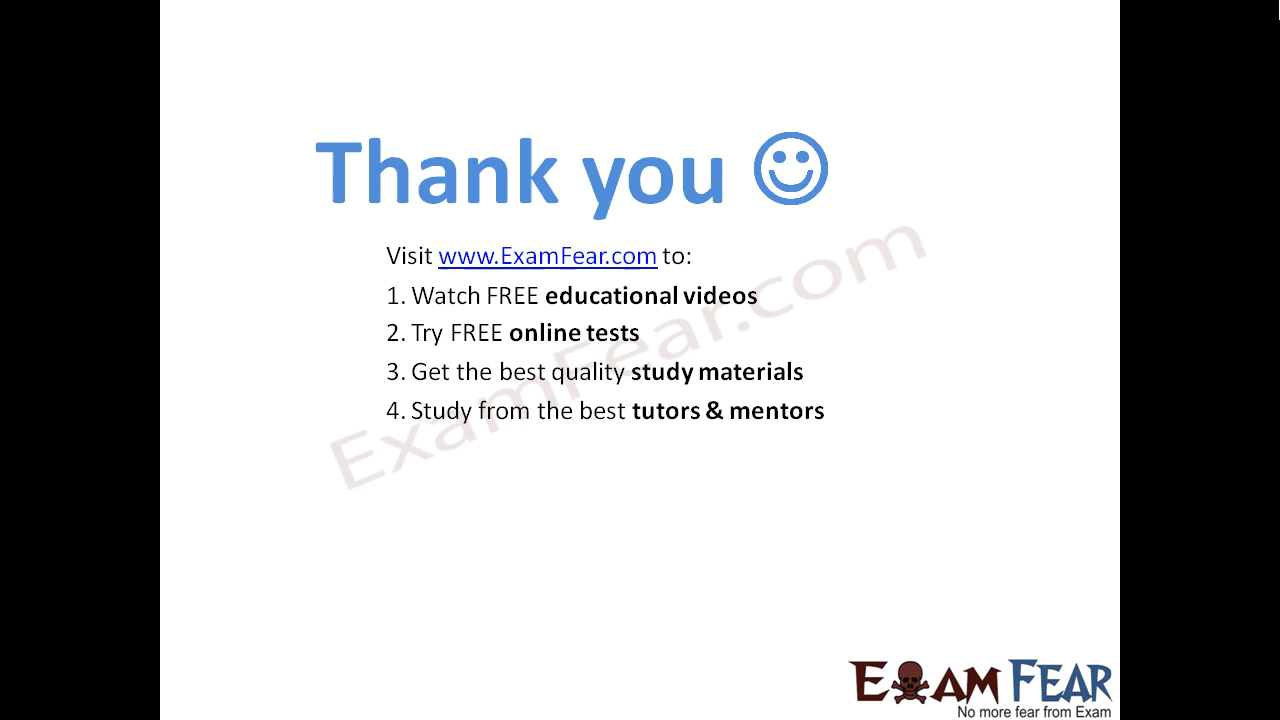 Thank you ☺
Visit www.ExamFear.com to:
1. Watch FREE educational videos
2. Try FREE online tests
3. Get the best quality study materials
4. Study from the best tutors & mentors
ExamFear.com
EXAM FEAR
No more fear from Exam